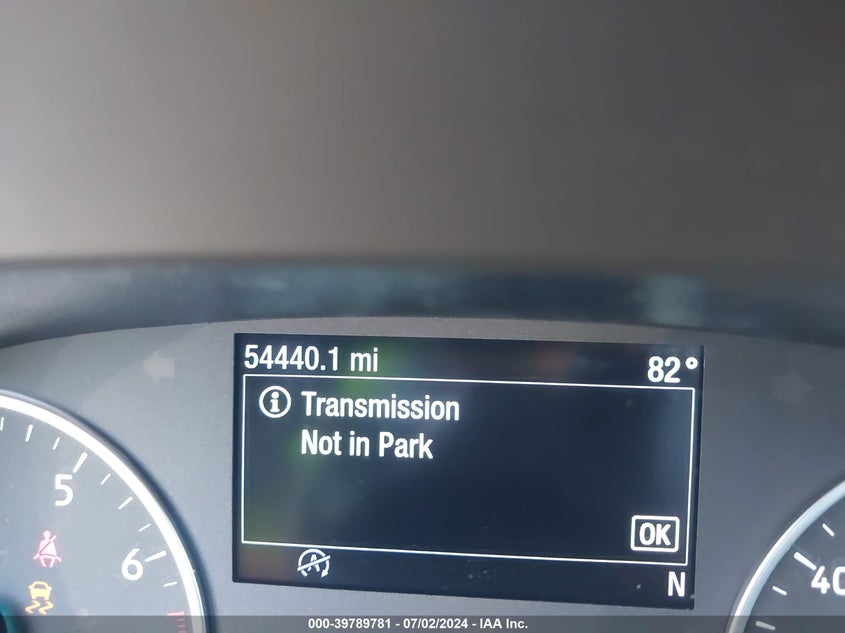 54440.1 mi 82°
Transmission
Not in Park
OK
N
5
6
40
000-39789781 - 07/02/2024 - IAA Inc.